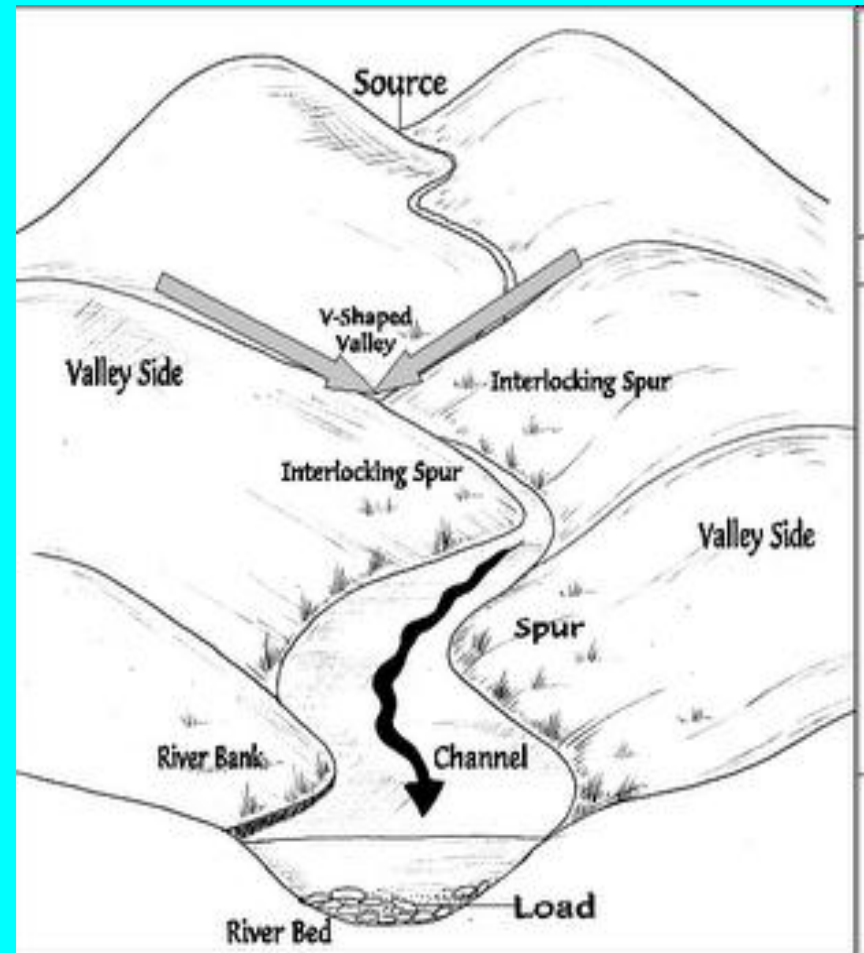 Source
V-Shaped
Valley
Valley Side
Interlocking Spur
Interlocking Spur
Valley Side
Spur
River Bank
Channel
Load
River Bed